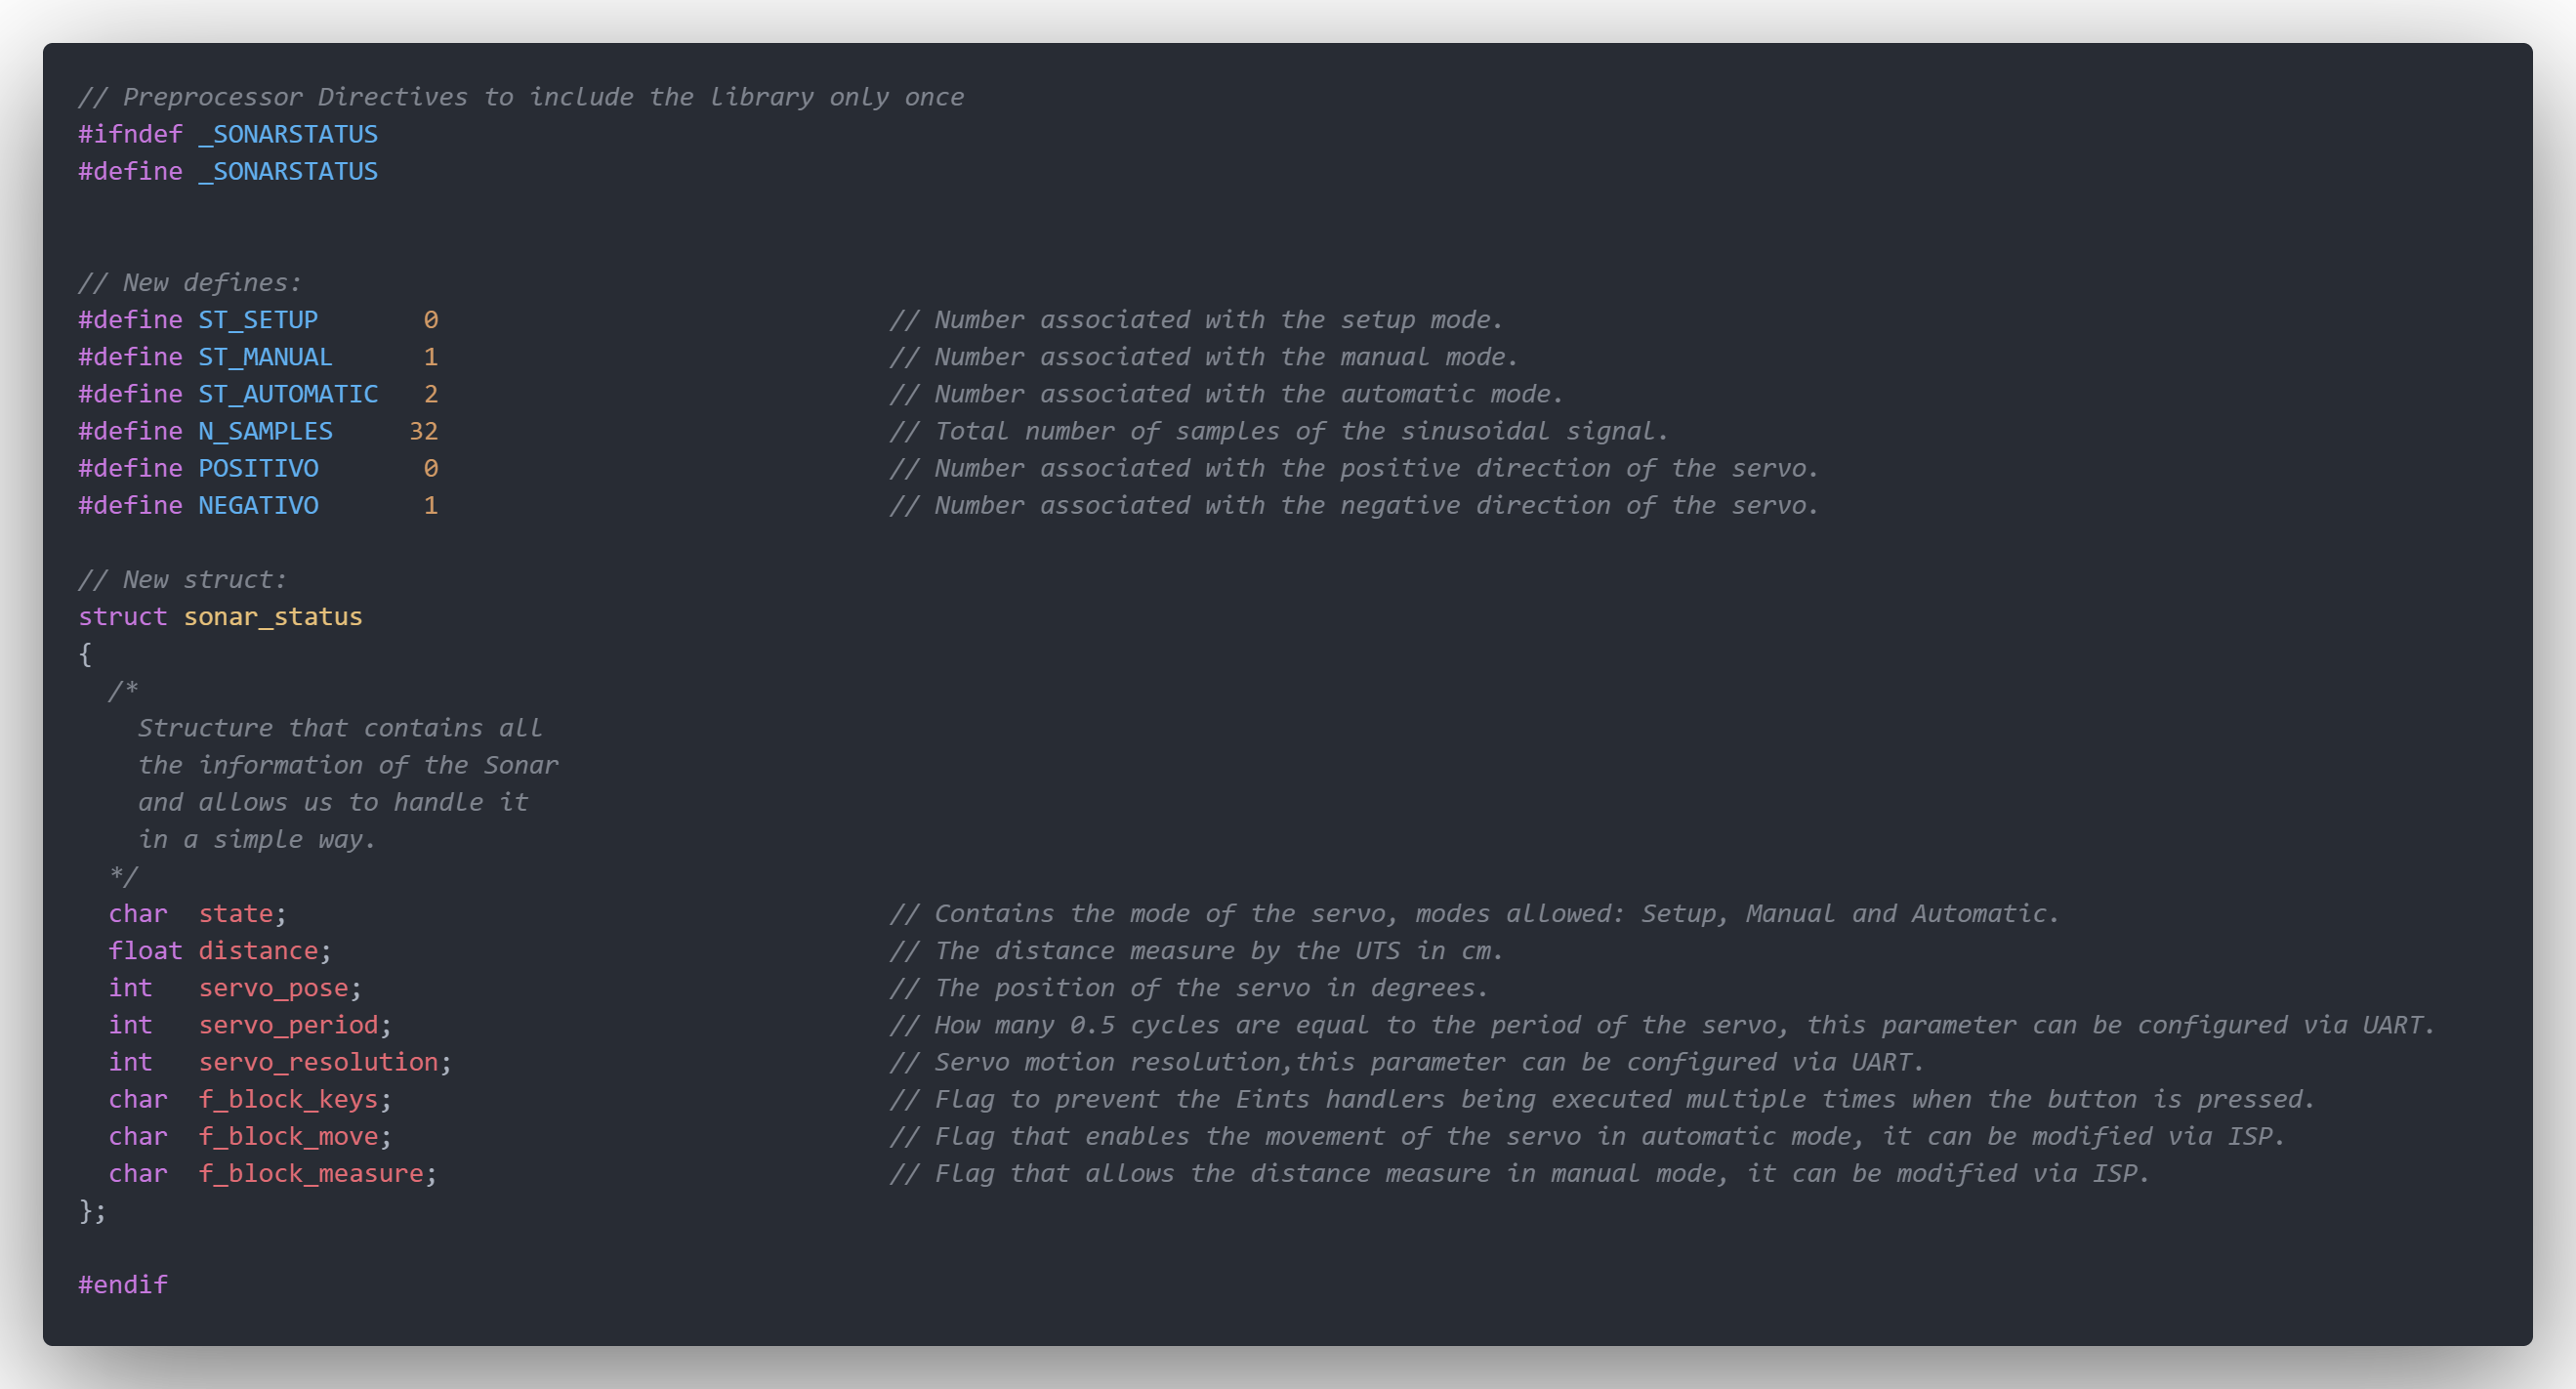 // Preprocessor Directives to include the library only once
#ifndef _SONARSTATUS
#define _SONARSTATUS
// New defines:
#define ST_SETUP       0                              // Number associated with the setup mode.
#define ST_MANUAL      1                              // Number associated with the manual mode.
#define ST_AUTOMATIC   2                              // Number associated with the automatic mode.
#define N_SAMPLES     32                              // Total number of samples of the sinusoidal signal.
#define POSITIVO       0                              // Number associated with the positive direction of the servo.
#define NEGATIVO       1                              // Number associated with the negative direction of the servo.
// New struct:
struct sonar_status
{
  /*
    Structure that contains all
    the information of the Sonar
    and allows us to handle it
    in a simple way.
  */
  char  state;                                        // Contains the mode of the servo, modes allowed: Setup, Manual and Automatic.
  float distance;                                     // The distance measure by the UTS in cm.
  int   servo_pose;                                   // The position of the servo in degrees.
  int   servo_period;                                 // How many 0.5 cycles are equal to the period of the servo, this parameter can be configured via UART.
  int   servo_resolution;                             // Servo motion resolution,this parameter can be configured via UART.
  char  f_block_keys;                                 // Flag to prevent the Eints handlers being executed multiple times when the button is pressed.
  char  f_block_move;                                 // Flag that enables the movement of the servo in automatic mode, it can be modified via ISP.
  char  f_block_measure;                              // Flag that allows the distance measure in manual mode, it can be modified via ISP.
};
#endif